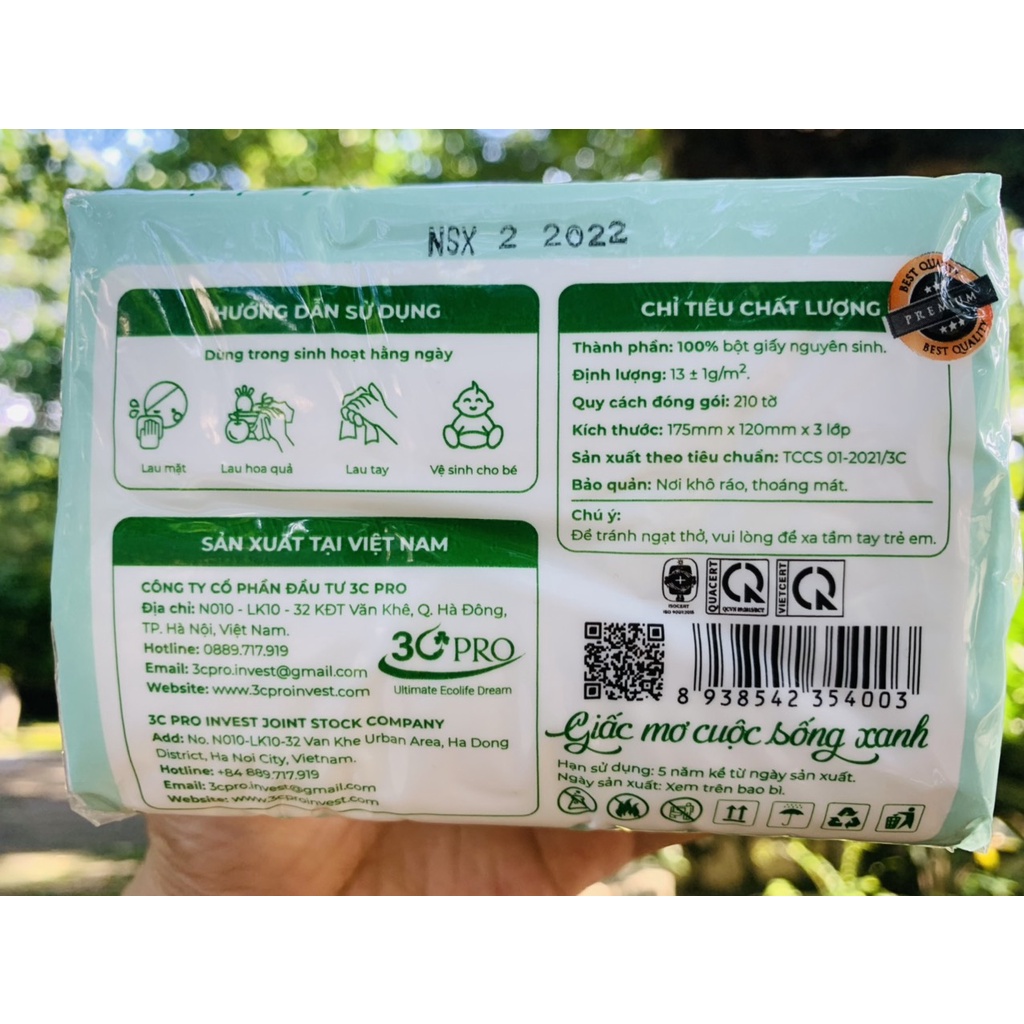 NSX 2 2022
HƯỚNG DẪN SỬ DỤNG
Dùng trong sinh hoạt hằng ngày
Lau mặt
Lau hoa quả
Lau tay
Vệ sinh cho bé
CHỈ TIÊU CHẤT LƯỢNG
BEST QUALITY
PREMIUM
BEST QUALITY
Thành phần: 100% bột giấy nguyên sinh.
Định lượng: 13 ± 1g/m².
Quy cách đóng gói: 210 tờ
Kích thước: 175mm x 120mm x 3 lớp
Sản xuất theo tiêu chuẩn: TCCS 01-2021/3C
Bảo quản: Nơi khô ráo, thoáng mát.
Chú ý:
Để tránh ngạt thở, vui lòng để xa tầm tay trẻ em.
SẢN XUẤT TẠI VIỆT NAM
CÔNG TY CỔ PHẦN ĐẦU TƯ 3C PRO
Địa chỉ: N010 - LK10 - 32 KĐT Văn Khê, Q. Hà Đông,
TP. Hà Nội, Việt Nam.
Hotline: 0889.717.919
Email: 3cpro.invest@gmail.com
Website: www.3cproinvest.com
3C PRO
Ultimate Ecolife Dream
3C PRO INVEST JOINT STOCK COMPANY
Add: No. N010-LK10-32 Van Khe Urban Area, Ha Dong
District, Ha Noi City, Vietnam.
Hotline: +84 889.717.919
Email: 3cpro.invest@gmail.com
Website: www.3cproinvest.com
QUACERT
VIETCERT
8 938542 354003
Giấc mơ cuộc sống xanh
Hạn sử dụng: 5 năm kể từ ngày sản xuất.
Ngày sản xuất: Xem trên bao bì.